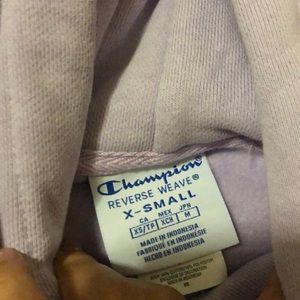 Champion®
REVERSE WEAVE®
X-SMALL
CA MEX JPN
XS/TP XCH M
MADE IN INDONESIA
FABRIQUÉ EN INDONÉSIE
HECHO EN INDONESIA